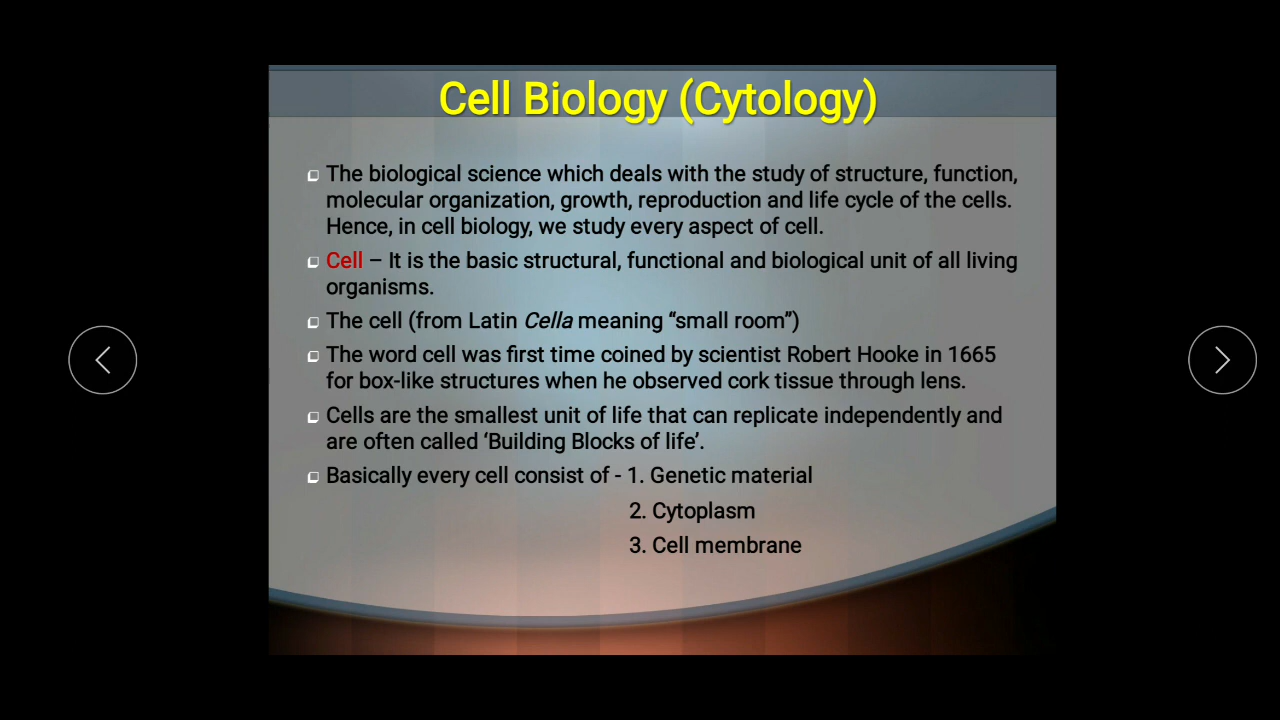 Cell Biology (Cytology)
The biological science which deals with the study of structure, function,
molecular organization, growth, reproduction and life cycle of the cells.
Hence, in cell biology, we study every aspect of cell.
Cell – It is the basic structural, functional and biological unit of all living
organisms.
The cell (from Latin Cella meaning “small room”)
The word cell was first time coined by scientist Robert Hooke in 1665
for box-like structures when he observed cork tissue through lens.
Cells are the smallest unit of life that can replicate independently and
are often called ‘Building Blocks of life’.
Basically every cell consist of - 1. Genetic material
2. Cytoplasm
3. Cell membrane